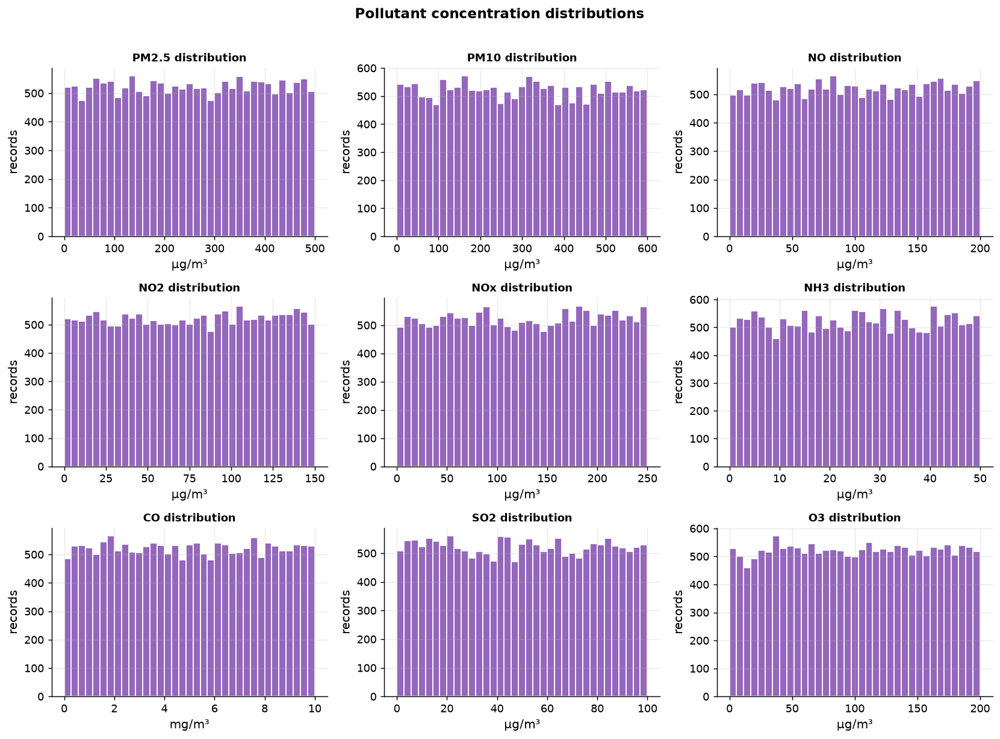 Pollutant concentration distributions
PM2.5 distribution
records
0
100
200
300
400
500
0 100 200 300 400 500
µg/m³
PM10 distribution
records
0
100
200
300
400
500
600
0 100 200 300 400 500 600
µg/m³
NO distribution
records
0
100
200
300
400
500
0 50 100 150 200
µg/m³
NO2 distribution
records
0
100
200
300
400
500
0 25 50 75 100 125 150
µg/m³
NOx distribution
records
0
100
200
300
400
500
0 50 100 150 200 250
µg/m³
NH3 distribution
records
0
100
200
300
400
500
600
0 10 20 30 40 50
µg/m³
CO distribution
records
0
100
200
300
400
500
0 2 4 6 8 10
mg/m³
SO2 distribution
records
0
100
200
300
400
500
0 20 40 60 80 100
µg/m³
O3 distribution
records
0
100
200
300
400
500
600
0 50 100 150 200
µg/m³